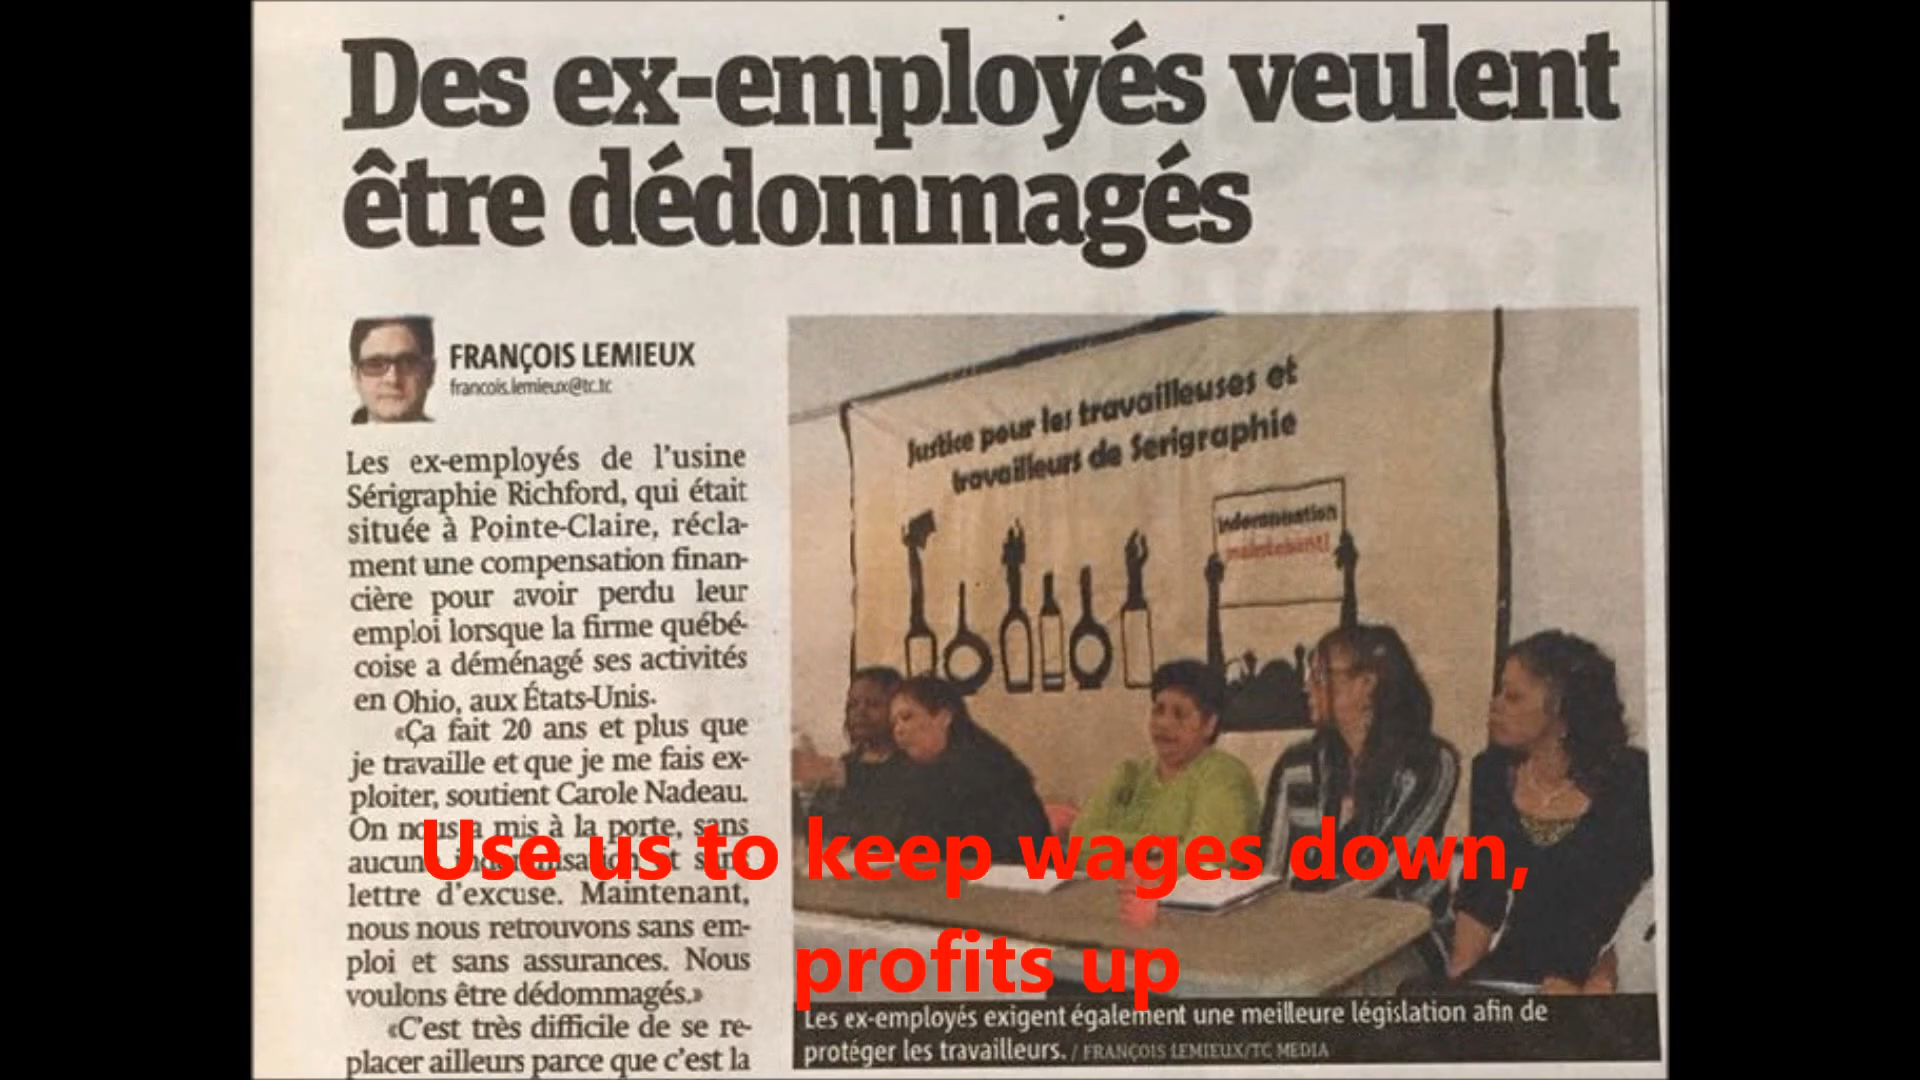 Des ex-employés veulent
être dédommagés
FRANÇOIS LEMIEUX
francois.lemieux@tc.tc
Les ex-employés de l'usine
Sérigraphie Richford, qui était
située à Pointe-Claire, récla-
ment une compensation finan-
cière pour avoir perdu leur
emploi lorsque la firme québé-
coise a déménagé ses activités
en Ohio, aux États-Unis.
«Ça fait 20 ans et plus que
je travaille et que je me fais ex-
ploiter, soutient Carole Nadeau.
On nous a mis à la porte, sans
aucune indemnisation et sans
lettre d'excuse. Maintenant,
nous nous retrouvons sans em-
ploi et sans assurances. Nous
voulons être dédommagés.»
«C'est très difficile de se re-
placer ailleurs parce que c'est la
Justice pour les travailleuses et
travailleurs de Serigraphie
Indemnisation
maintenant!
Use us to keep wages down,
profits up
Les ex-employés exigent également une meilleure législation afin de
protéger les travailleurs. / FRANÇOIS LEMIEUX/TC MEDIA